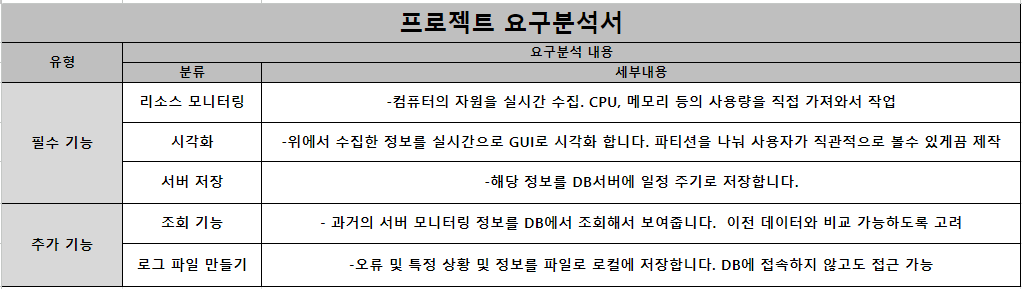 프로젝트 요구분석서
유형
요구분석 내용
분류
세부내용
필수 기능
리소스 모니터링
-컴퓨터의 자원을 실시간 수집. CPU, 메모리 등의 사용량을 직접 가져와서 작업
시각화
-위에서 수집한 정보를 실시간으로 GUI로 시각화 합니다. 파티션을 나눠 사용자가 직관적으로 볼수 있게끔 제작
서버 저장
-해당 정보를 DB서버에 일정 주기로 저장합니다.
추가 기능
조회 기능
- 과거의 서버 모니터링 정보를 DB에서 조회해서 보여줍니다.  이전 데이터와 비교 가능하도록 고려
로그 파일 만들기
-오류 및 특정 상황 및 정보를 파일로 로컬에 저장합니다. DB에 접속하지 않고도 접근 가능